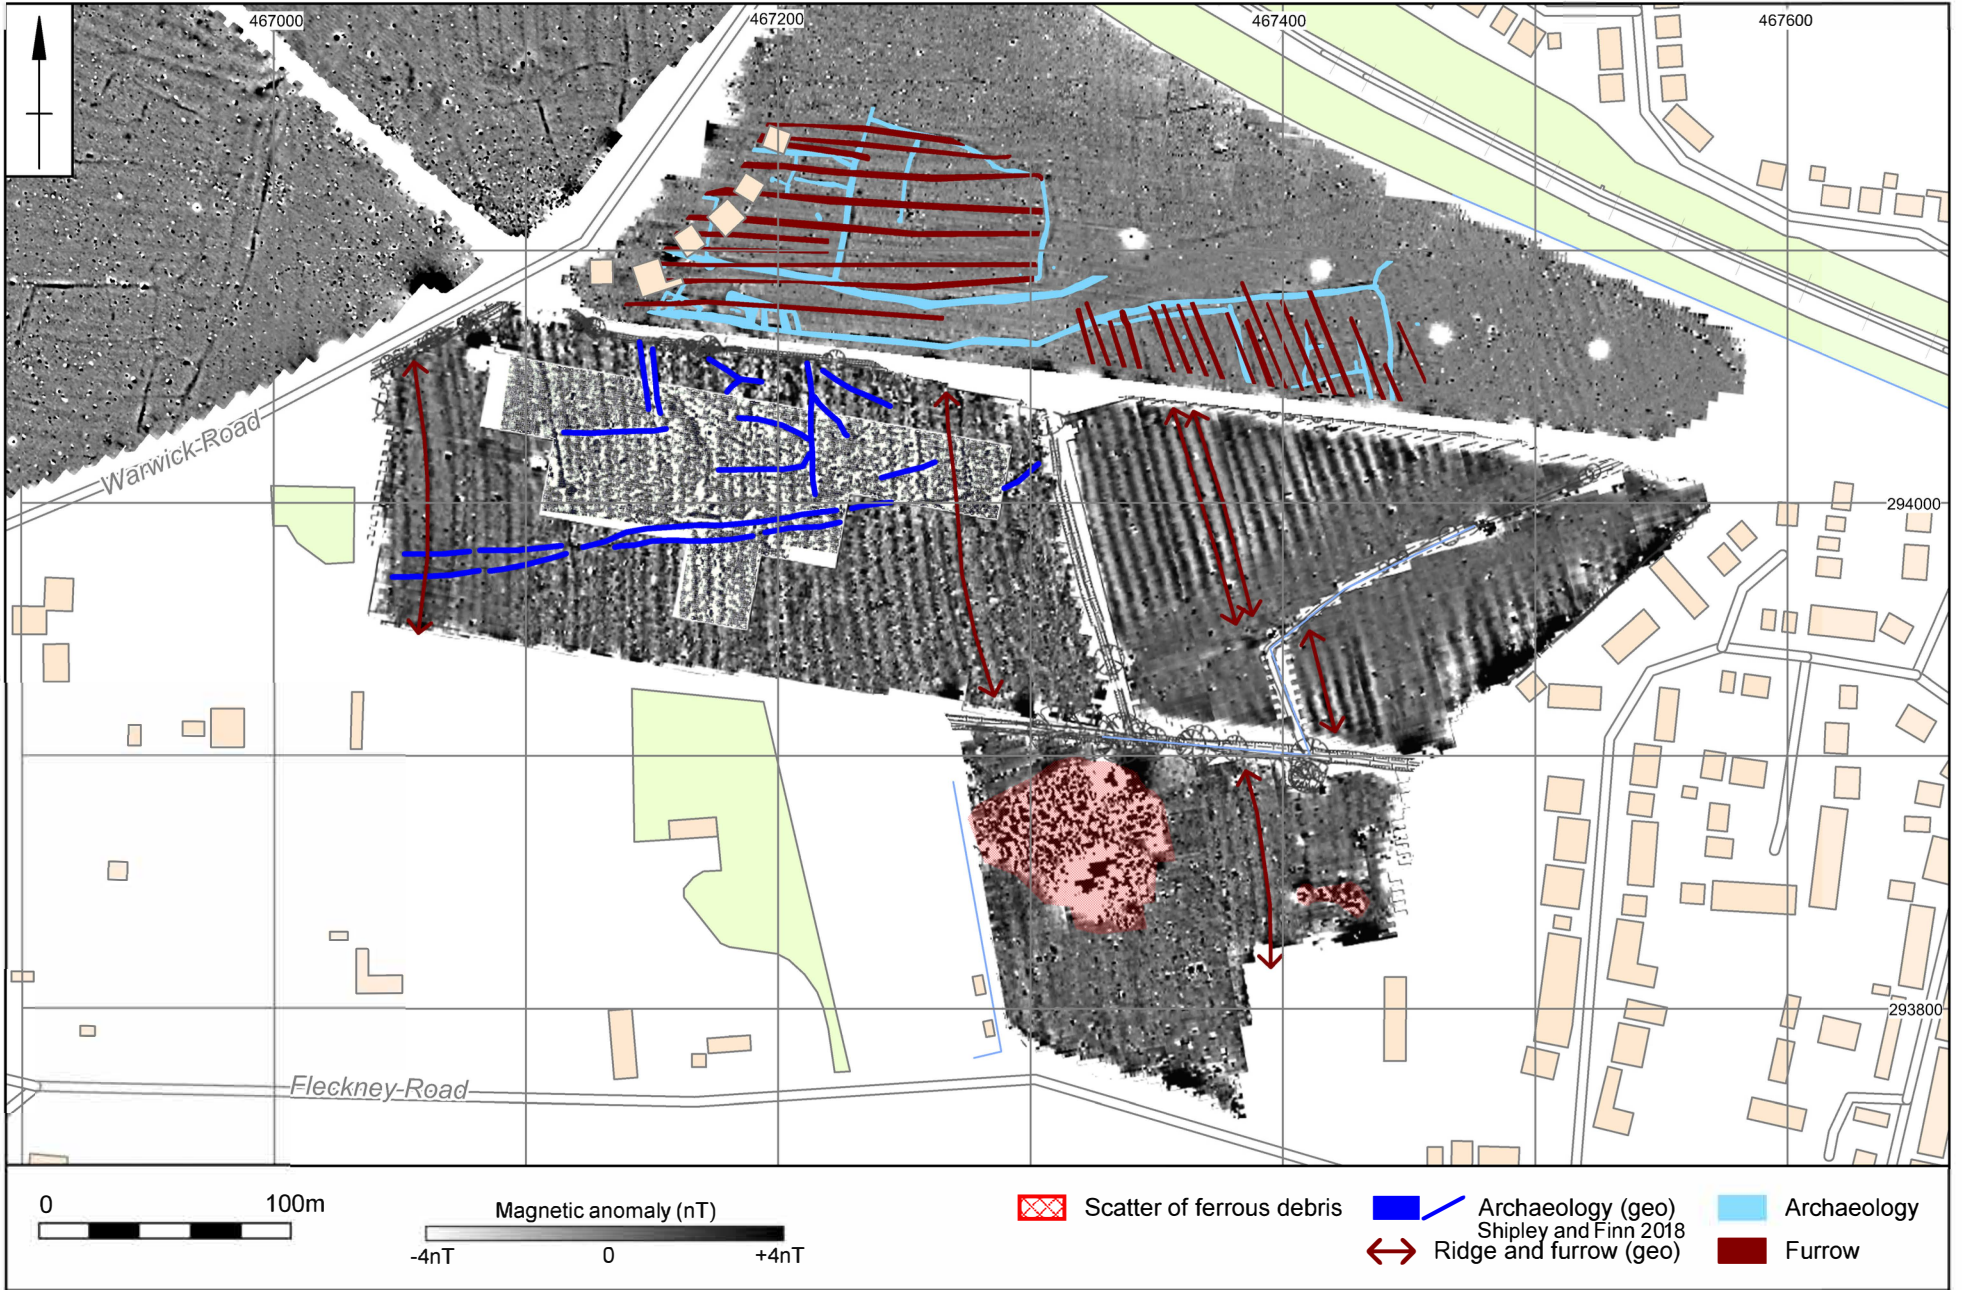 467000
467200
467400
467600
Warwick Road
294000
293800
Fleckney Road
0
100m
Magnetic anomaly (nT)
-4nT
0
+4nT
Scatter of ferrous debris
Archaeology (geo)
Shipley and Finn 2018
Ridge and furrow (geo)
Archaeology
Furrow